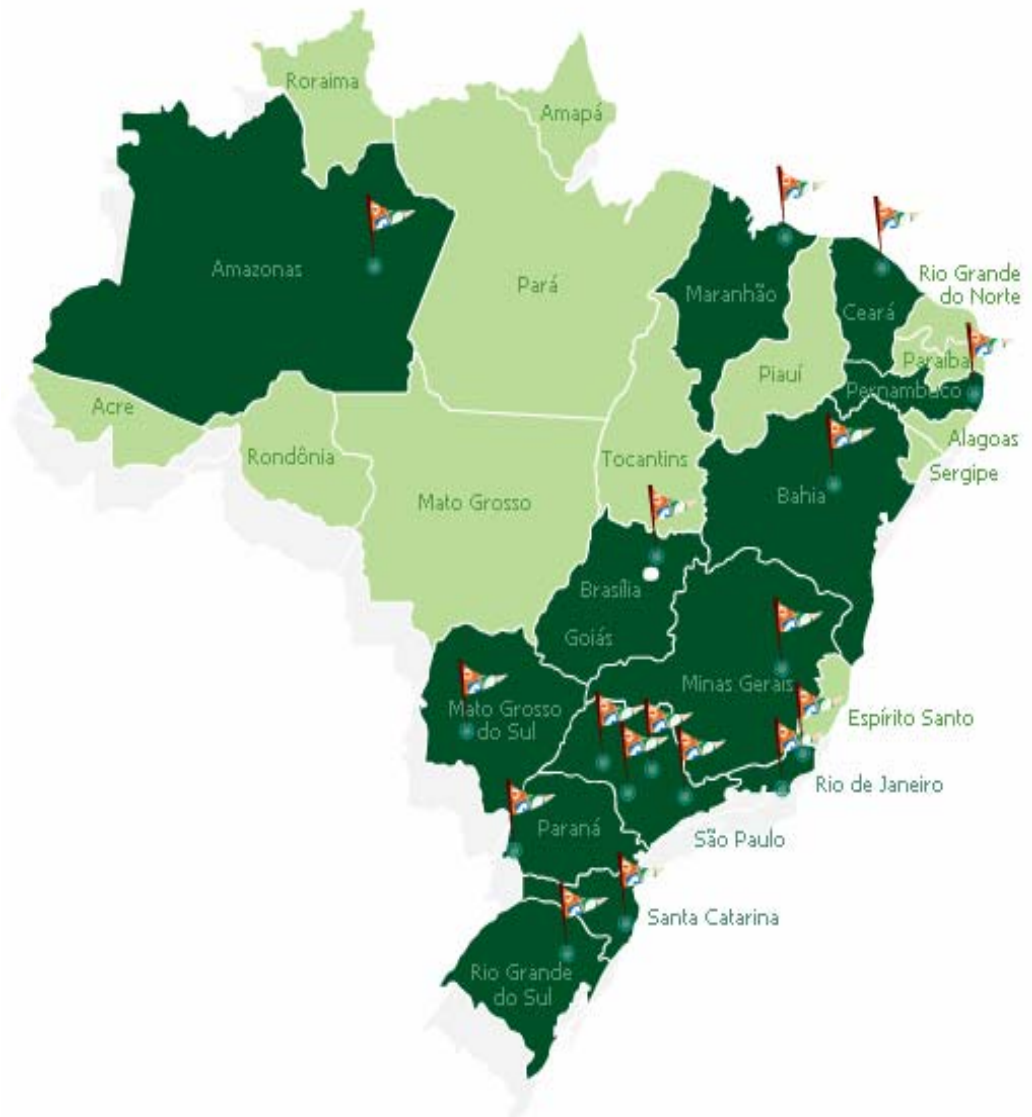 Roraima
Amapá
Amazonas
Pará
Maranhão
Ceará
Rio Grande
do Norte
Paraíba
Piauí
Pernambuco
Acre
Alagoas
Rondônia
Tocantins
Sergipe
Mato Grosso
Bahia
Brasília
Goiás
Minas Gerais
Mato Grosso
do Sul
Espírito Santo
Rio de Janeiro
Paraná
São Paulo
Santa Catarina
Rio Grande
do Sul